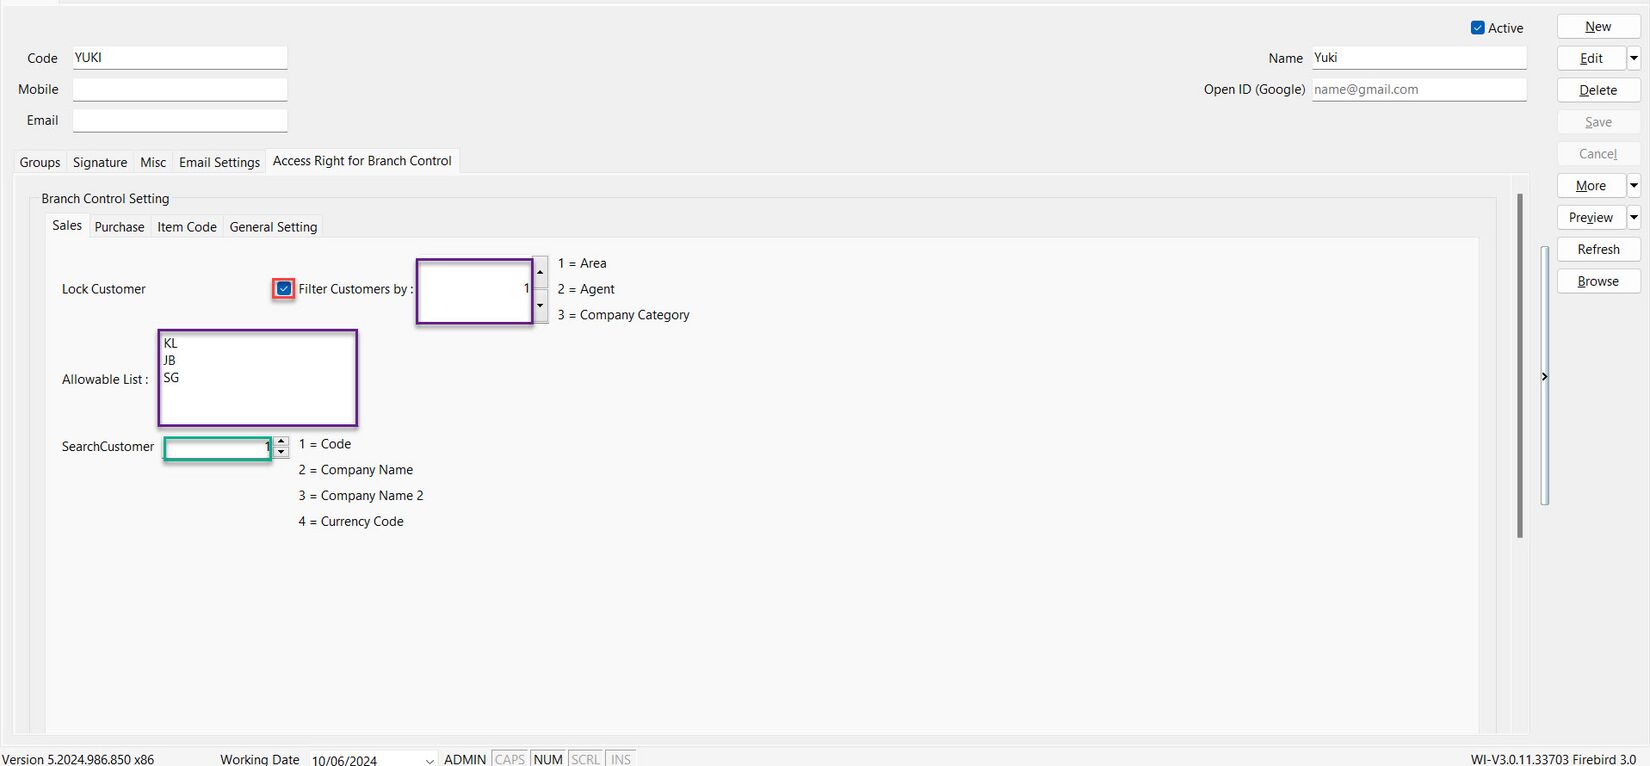 Active
New
Code YUKI
Name Yuki
Edit
Mobile
Open ID (Google) name@gmail.com
Delete
Email
Save
Cancel
Groups Signature Misc Email Settings Access Right for Branch Control
More
Branch Control Setting
Preview
Sales Purchase Item Code General Setting
Refresh
Browse
1 = Area
Lock Customer Filter Customers by : 1 2 = Agent
3 = Company Category
Allowable List :
KL
JB
SG
SearchCustomer 1 1 = Code
2 = Company Name
3 = Company Name 2
4 = Currency Code
Version 5.2024.986.850 x86 Working Date 10/06/2024 ADMIN CAPS NUM SCRL INS WI-V3.0.11.33703 Firebird 3.0